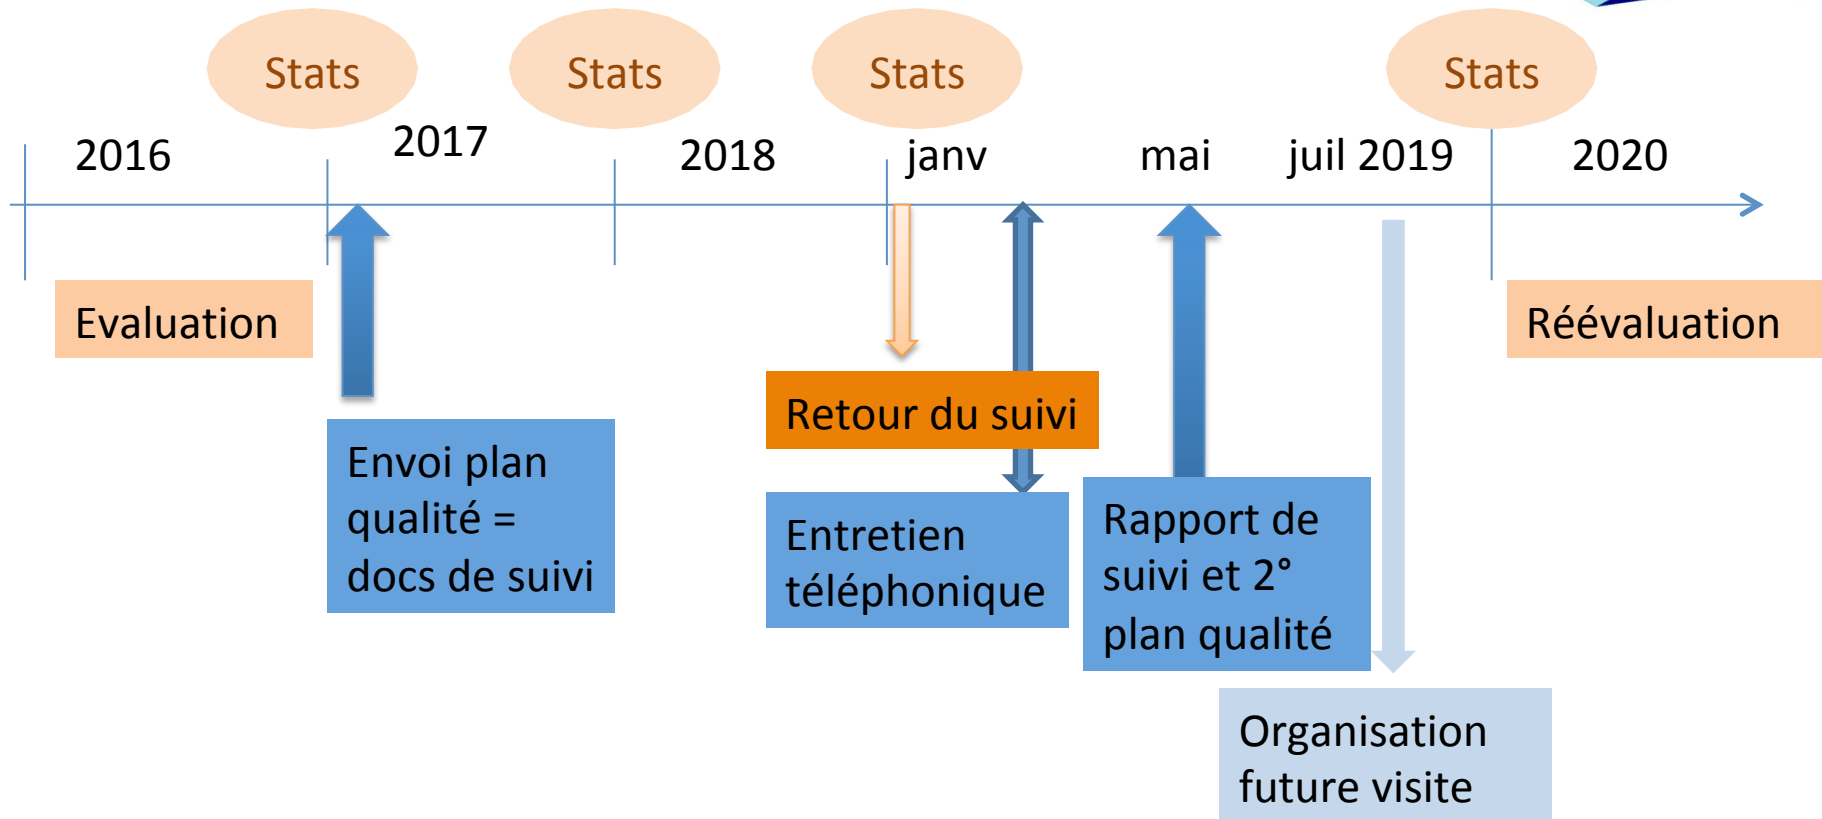 Stats
Stats
Stats
Stats
2016
2017
2018
janv
mai
juil 2019
2020
Evaluation
Réévaluation
Retour du suivi
Envoi plan
qualité =
docs de suivi
Entretien
téléphonique
Rapport de
suivi et 2°
plan qualité
Organisation
future visite